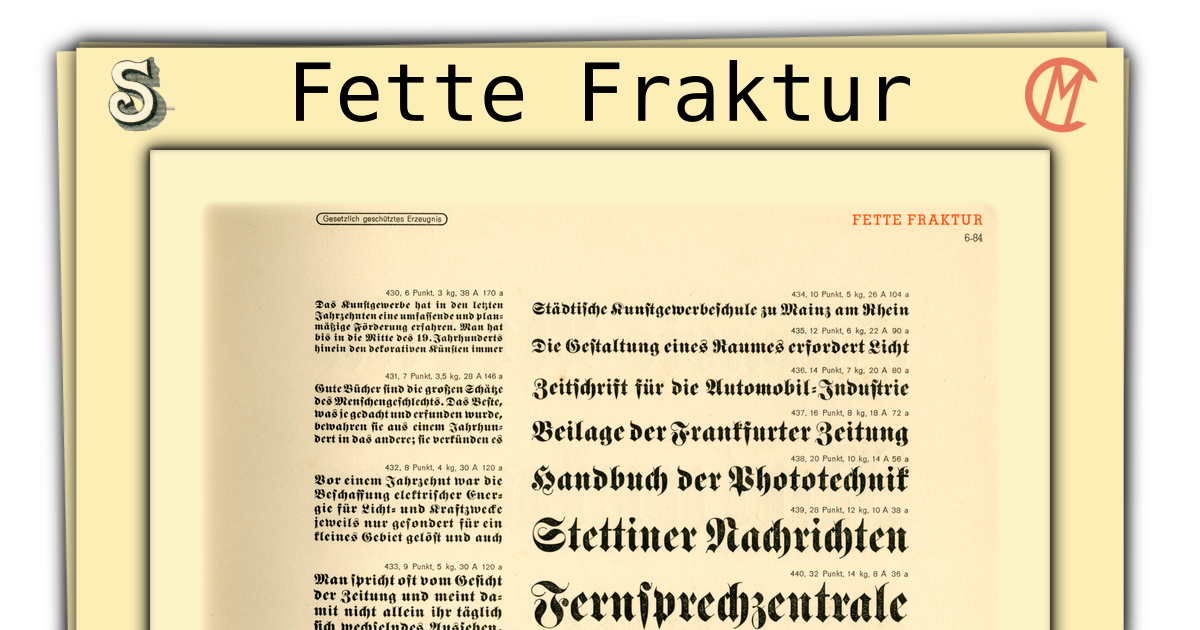 Fette Fraktur
Gesetzlich geschütztes Erzeugnis
FETTE FRAKTUR
6-84
430, 6 Punkt, 3 kg, 38 A 170 a
Das Kunſtgewerbe hat in den letzten
Jahrzehnten eine umfaſſende und plan-
mäßige Förderung erfahren. Man hat
bis in die Mitte des 19. Jahrhunderts
hinein den dekorativen Künſten immer
431, 7 Punkt, 3,5 kg, 28 A 146 a
Gute Bücher ſind die großen Schätze
des Menſchengeſchlechts. Das Beſte,
was je gedacht und erfunden wurde,
bewahren ſie aus einem Jahrhun-
dert in das andere; ſie verkünden es
432, 8 Punkt, 4 kg, 30 A 120 a
Vor einem Jahrzehnt war die
Beſchaffung elektriſcher Ener-
gie für Licht- und Kraftzwecke
jeweils nur geſondert für ein
kleines Gebiet gelöſt und auch
433, 9 Punkt, 5 kg, 30 A 120 a
Man ſpricht oft vom Geſicht
der Zeitung und meint da-
mit nicht allein ihr täglich
ſich wechſelndes Ausſehen,
434, 10 Punkt, 5 kg, 26 A 104 a
Städtiſche Kunſtgewerbeſchule zu Mainz am Rhein
435, 12 Punkt, 6 kg, 22 A 90 a
Die Geſtaltung eines Raumes erfordert Licht
436, 14 Punkt, 7 kg, 20 A 80 a
Zeitſchrift für die Automobil-Induſtrie
437, 16 Punkt, 8 kg, 18 A 72 a
Beilage der Frankfurter Zeitung
438, 20 Punkt, 10 kg, 14 A 56 a
Handbuch der Phototechnik
439, 28 Punkt, 12 kg, 10 A 38 a
Stettiner Nachrichten
440, 32 Punkt, 14 kg, 8 A 36 a
Fernſprechzentrale